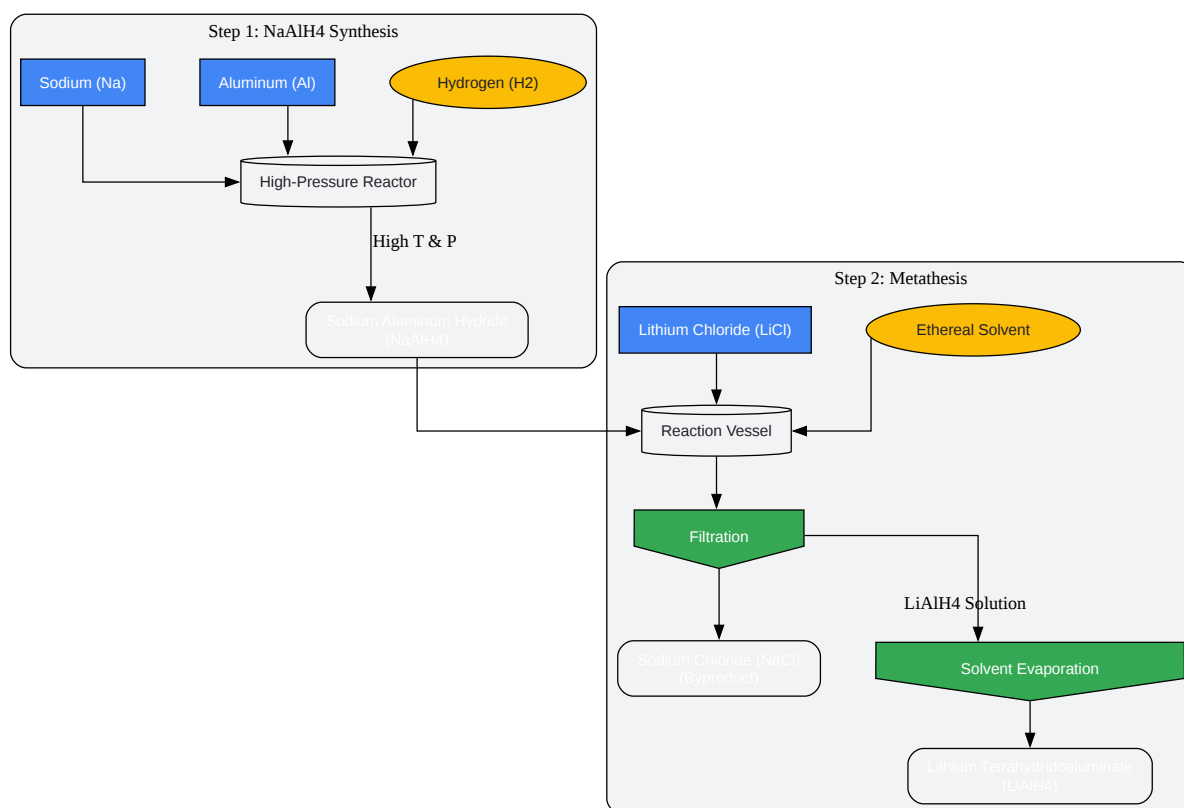 Step 1: NaAlH4 Synthesis
Sodium (Na)
Aluminum (Al)
Hydrogen (H2)
High-Pressure Reactor
High T & P
Sodium Aluminum Hydride
(NaAlH4)
Step 2: Metathesis
Lithium Chloride (LiCl)
Ethereal Solvent
Reaction Vessel
Filtration
LiAlH4 Solution
Sodium Chloride (NaCl)
(Byproduct)
Solvent Evaporation
Lithium Tetrahydridoaluminate
(LiAlH4)